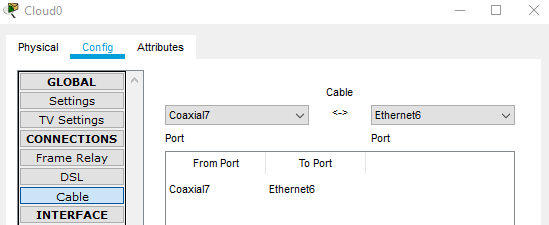 Cloud0
Physical Config Attributes
GLOBAL
Settings
TV Settings
CONNECTIONS
Frame Relay
DSL
Cable
INTERFACE
Cable
Coaxial7 <-> Ethernet6
Port Port
From Port To Port
Coaxial7 Ethernet6